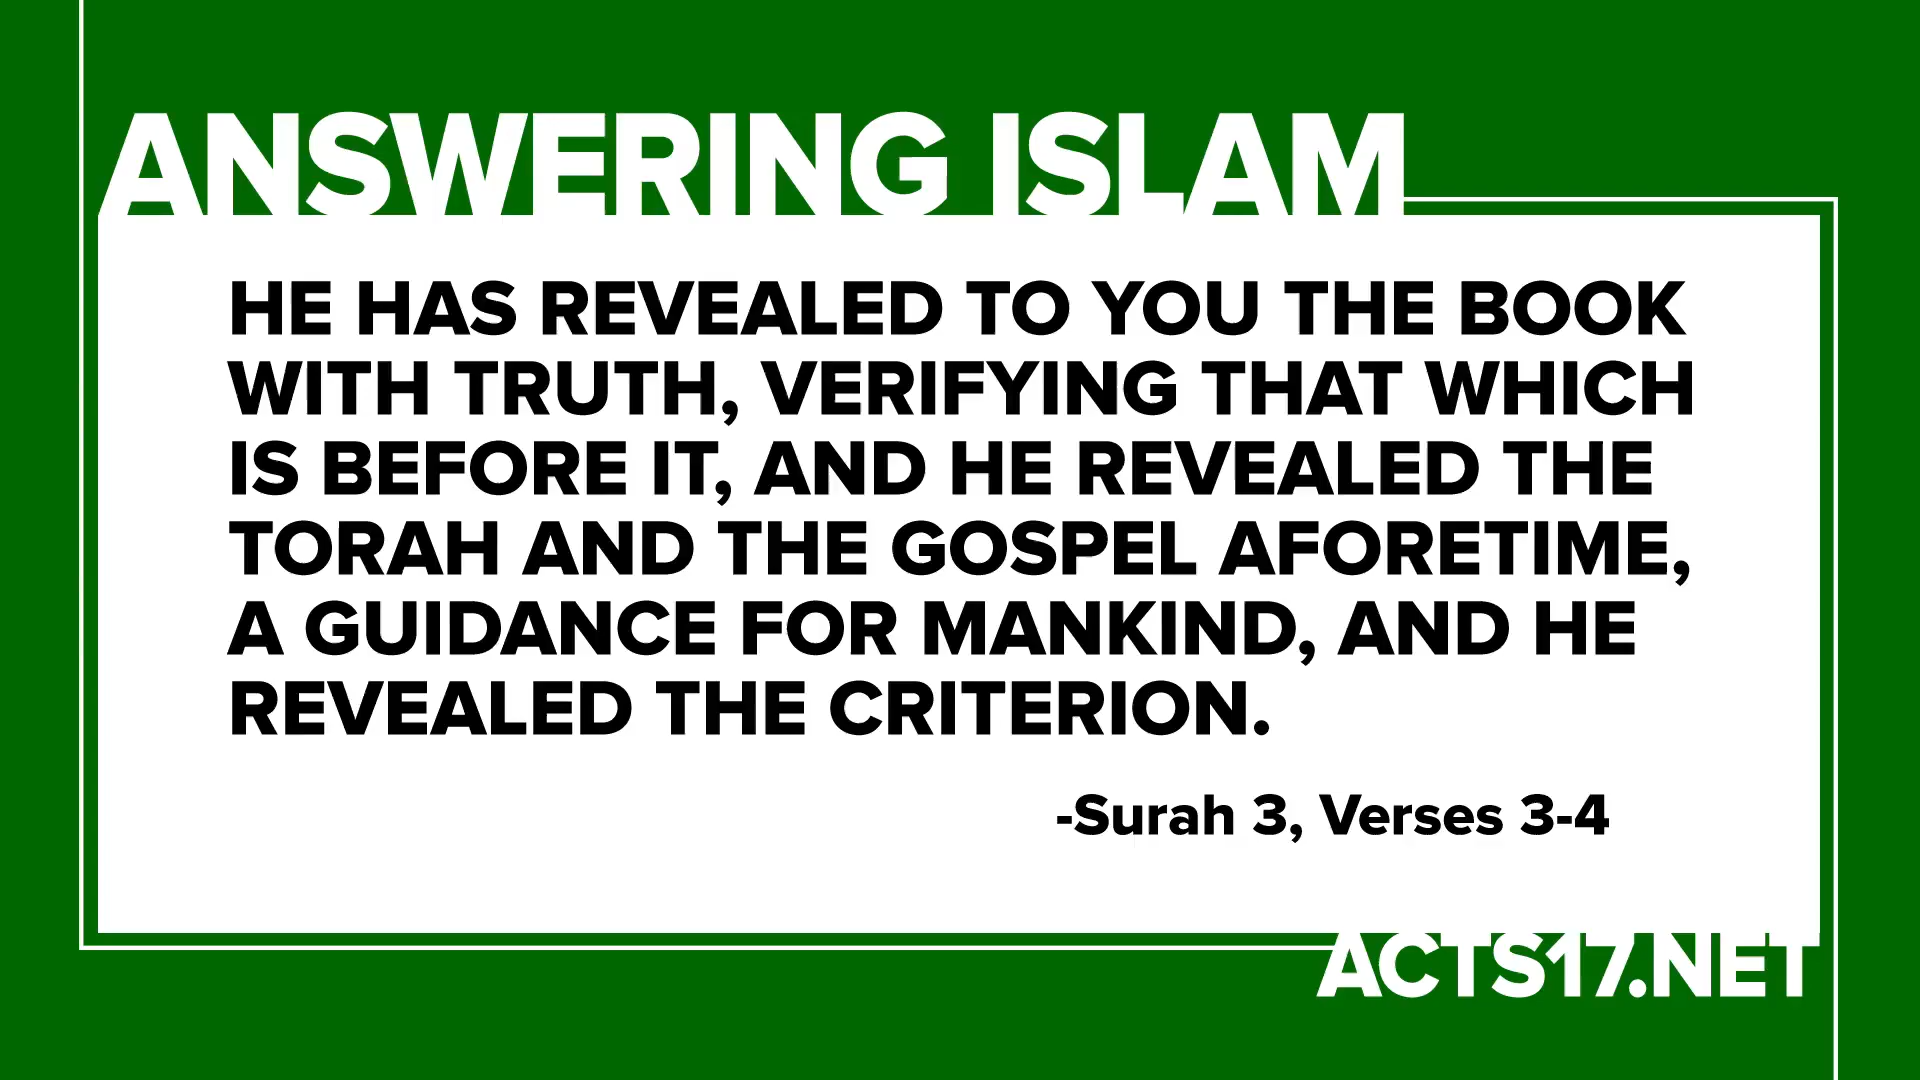 ANSWERING ISLAM
HE HAS REVEALED TO YOU THE BOOK
WITH TRUTH, VERIFYING THAT WHICH
IS BEFORE IT, AND HE REVEALED THE
TORAH AND THE GOSPEL AFORETIME,
A GUIDANCE FOR MANKIND, AND HE
REVEALED THE CRITERION.
-Surah 3, Verses 3-4
ACTS17.NET